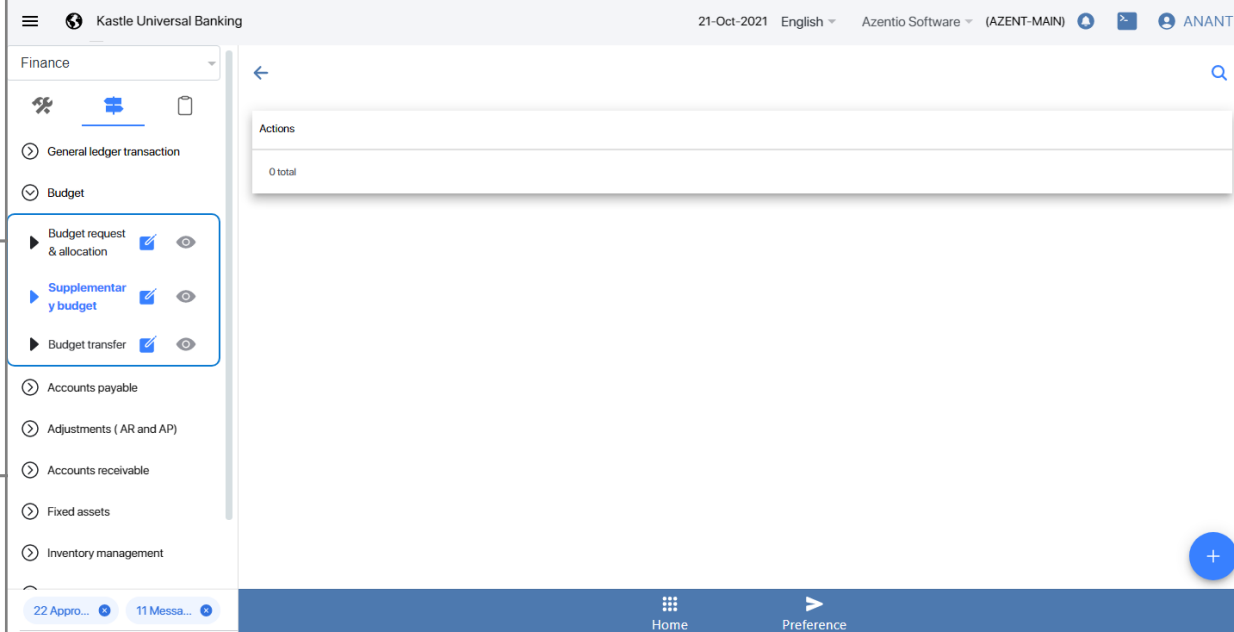 Kastle Universal Banking
21-Oct-2021 English Azentio Software (AZENT-MAIN) ANANT
Finance
Actions
0 total
General ledger transaction
Budget
Budget request
& allocation
Supplementar
y budget
Budget transfer
Accounts payable
Adjustments ( AR and AP)
Accounts receivable
Fixed assets
Inventory management
22 Appro... 11 Messa...
Home
Preference